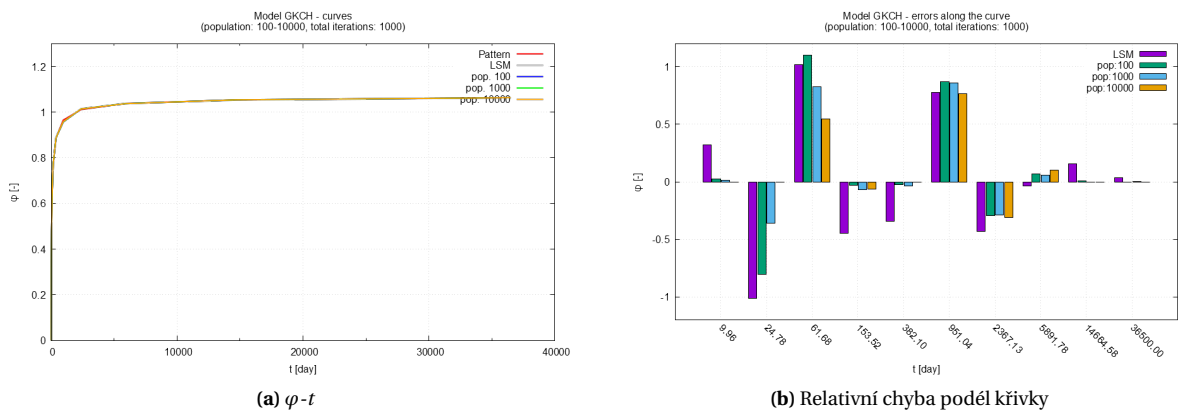 Model GKCH - curves
(population: 100-10000, total iterations: 1000)
Pattern
LSM
pop. 100
pop. 1000
pop. 10000
1.2
1
0.8
0.6
0.4
0.2
0
φ [-]
0
10000
20000
30000
40000
t [day]
(a) φ-t
Model GKCH - errors along the curve
(population: 100-10000, total iterations: 1000)
LSM
pop:100
pop:1000
pop:10000
1
0.5
0
-0.5
-1
φ [-]
9.96
24.78
61.68
153.52
382.10
951.04
2367.13
5891.78
14664.58
36500.00
t [day]
(b) Relativní chyba podél křivky